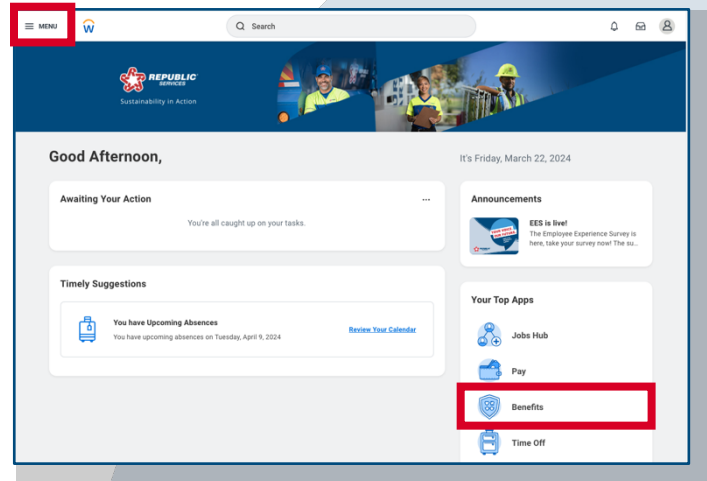 MENU
W
Search
REPUBLIC
SERVICES
Sustainability in Action
Good Afternoon,
It's Friday, March 22, 2024
Awaiting Your Action
...
You're all caught up on your tasks.
Announcements
EES is live!
The Employee Experience Survey is
here, take your survey now! The su...
Timely Suggestions
You have Upcoming Absences
You have upcoming absences on Tuesday, April 9, 2024
Review Your Calendar
Your Top Apps
Jobs Hub
Pay
Benefits
Time Off